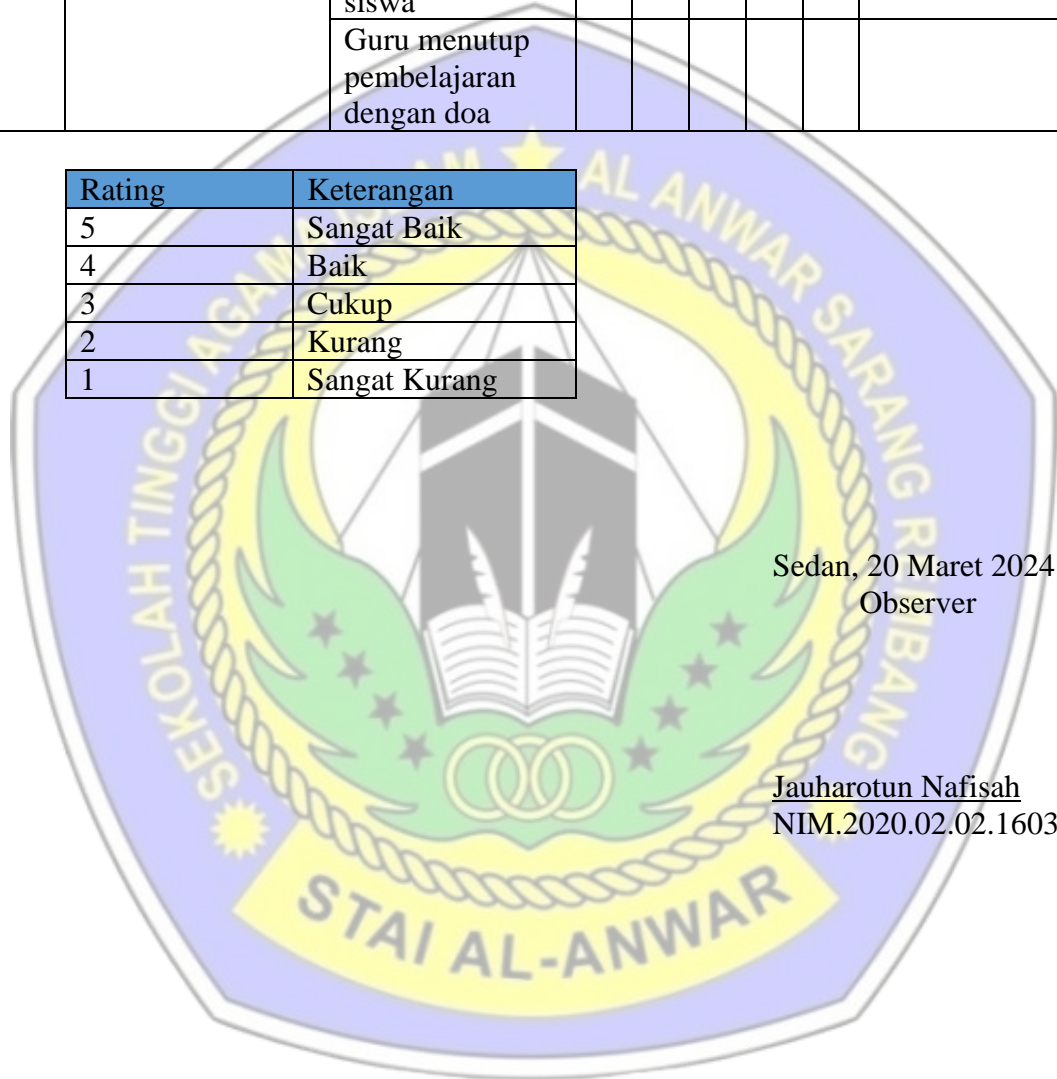 siswa
Guru menutup
pembelajaran
dengan doa
Rating Keterangan
5 Sangat Baik
4 Baik
3 Cukup
2 Kurang
1 Sangat Kurang
SEKOLAH TINGGI AGAMA ISLAM AL ANWAR SARANG REMBANG
Sedan, 20 Maret 2024
Observer
Jauharotun Nafisah
NIM.2020.02.02.1603
STAI AL-ANWAR